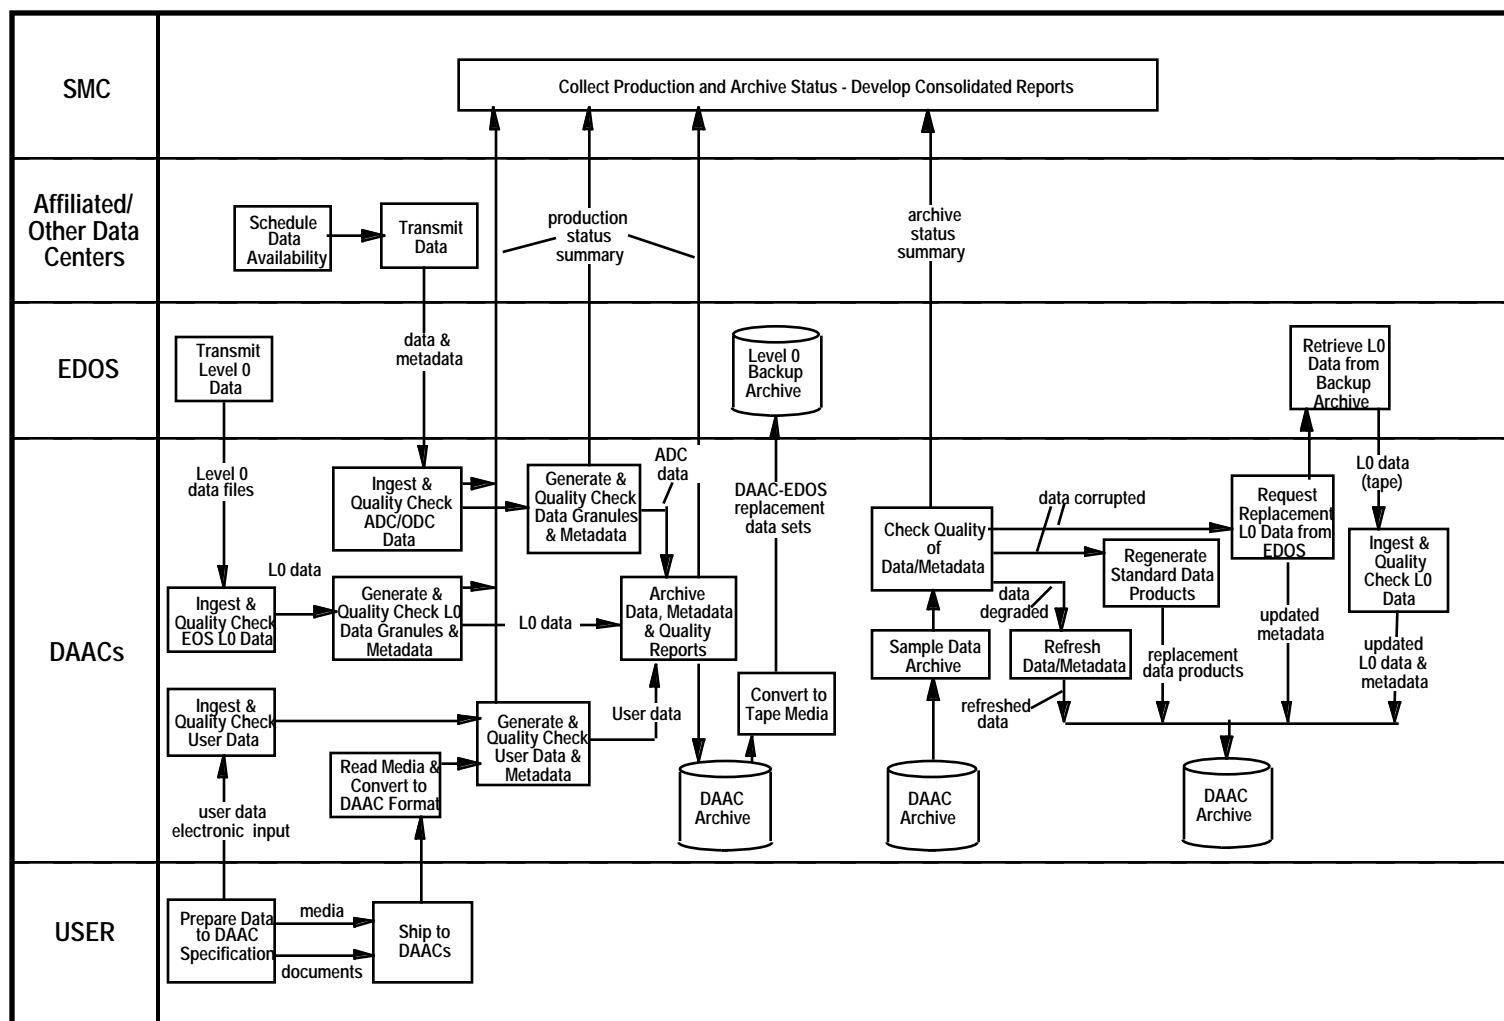 SMC
Collect Production and Archive Status - Develop Consolidated Reports
Affiliated/
Other Data
Centers
Schedule
Data
Availability
Transmit
Data
production
status
summary
archive
status
summary
EDOS
Transmit
Level 0
Data
data &
metadata
Level 0
Backup
Archive
Retrieve L0
Data from
Backup
Archive
DAACs
Level 0
data files
Ingest &
Quality Check
ADC/ODC
Data
Generate &
Quality Check
Data Granules
& Metadata
ADC
data
DAAC-EDOS
replacement
data sets
Check Quality
of
Data/Metadata
data corrupted
Request
Replacement
L0 Data from
EDOS
L0 data
(tape)
Regenerate
Standard Data
Products
Ingest &
Quality
Check L0
Data
L0 data
Ingest &
Quality Check
EOS L0 Data
Generate &
Quality Check L0
Data Granules &
Metadata
L0 data
Archive
Data, Metadata
& Quality
Reports
data
degraded
Sample Data
Archive
Refresh
Data/Metadata
replacement
data products
updated
metadata
updated
L0 data &
metadata
refreshed
data
Ingest &
Quality Check
User Data
Generate &
Quality Check
User Data &
Metadata
User data
Convert to
Tape Media
Read Media &
Convert to
DAAC Format
user data
electronic input
DAAC
Archive
DAAC
Archive
DAAC
Archive
USER
Prepare Data
to DAAC
Specification
media
documents
Ship to
DAACs